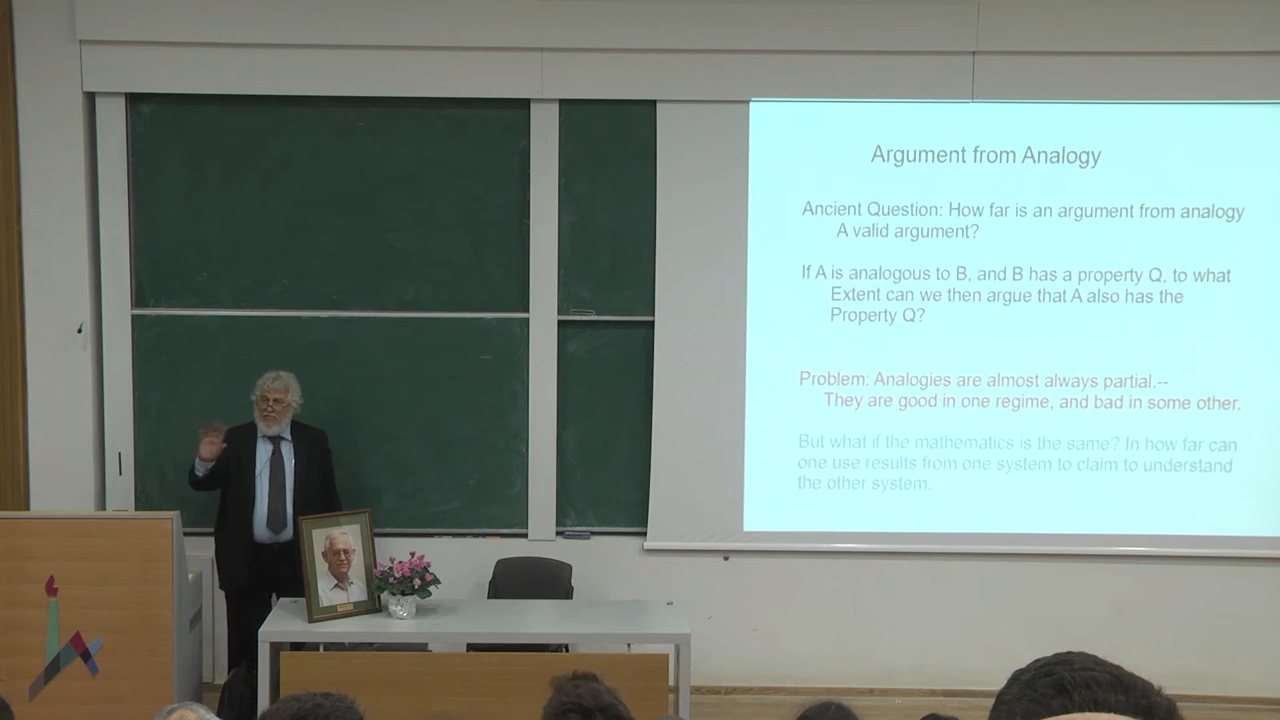 Argument from Analogy
Ancient Question: How far is an argument from analogy
A valid argument?
If A is analogous to B, and B has a property Q, to what
Extent can we then argue that A also has the
Property Q?
Problem: Analogies are almost always partial.--
They are good in one regime, and bad in some other.
But what if the mathematics is the same? In how far can
one use results from one system to claim to understand
the other system.